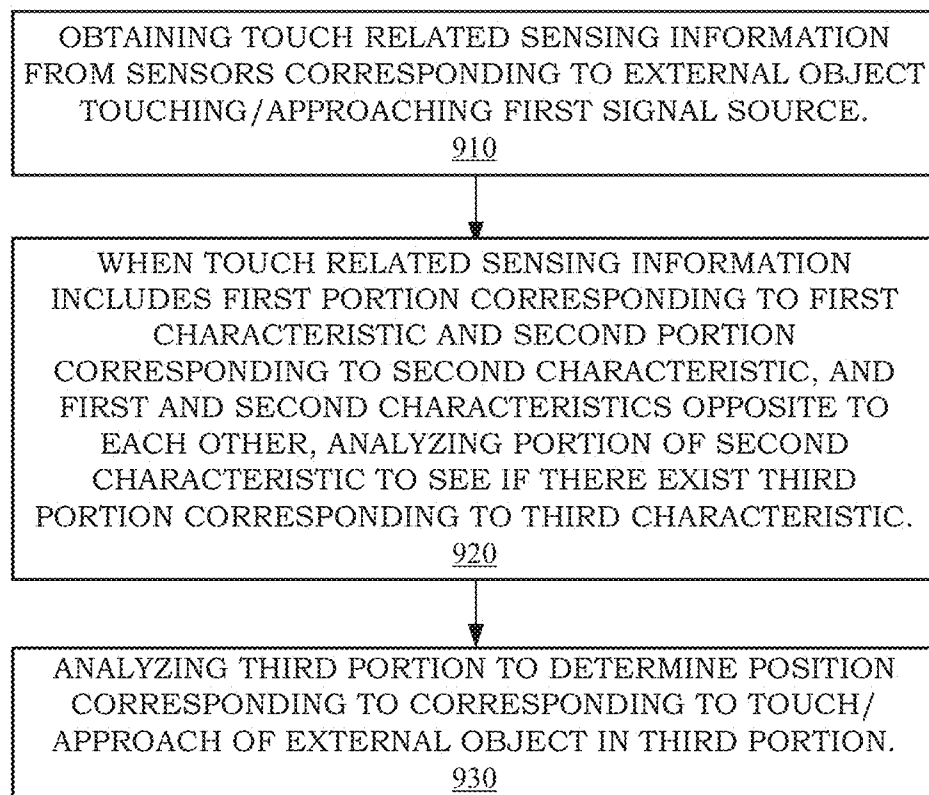 OBTAINING TOUCH RELATED SENSING INFORMATION
FROM SENSORS CORRESPONDING TO EXTERNAL OBJECT
TOUCHING/APPROACHING FIRST SIGNAL SOURCE.
910
WHEN TOUCH RELATED SENSING INFORMATION
INCLUDES FIRST PORTION CORRESPONDING TO FIRST
CHARACTERISTIC AND SECOND PORTION
CORRESPONDING TO SECOND CHARACTERISTIC, AND
FIRST AND SECOND CHARACTERISTICS OPPOSITE TO
EACH OTHER, ANALYZING PORTION OF SECOND
CHARACTERISTIC TO SEE IF THERE EXIST THIRD
PORTION CORRESPONDING TO THIRD CHARACTERISTIC.
920
ANALYZING THIRD PORTION TO DETERMINE POSITION
CORRESPONDING TO CORRESPONDING TO TOUCH/
APPROACH OF EXTERNAL OBJECT IN THIRD PORTION.
930